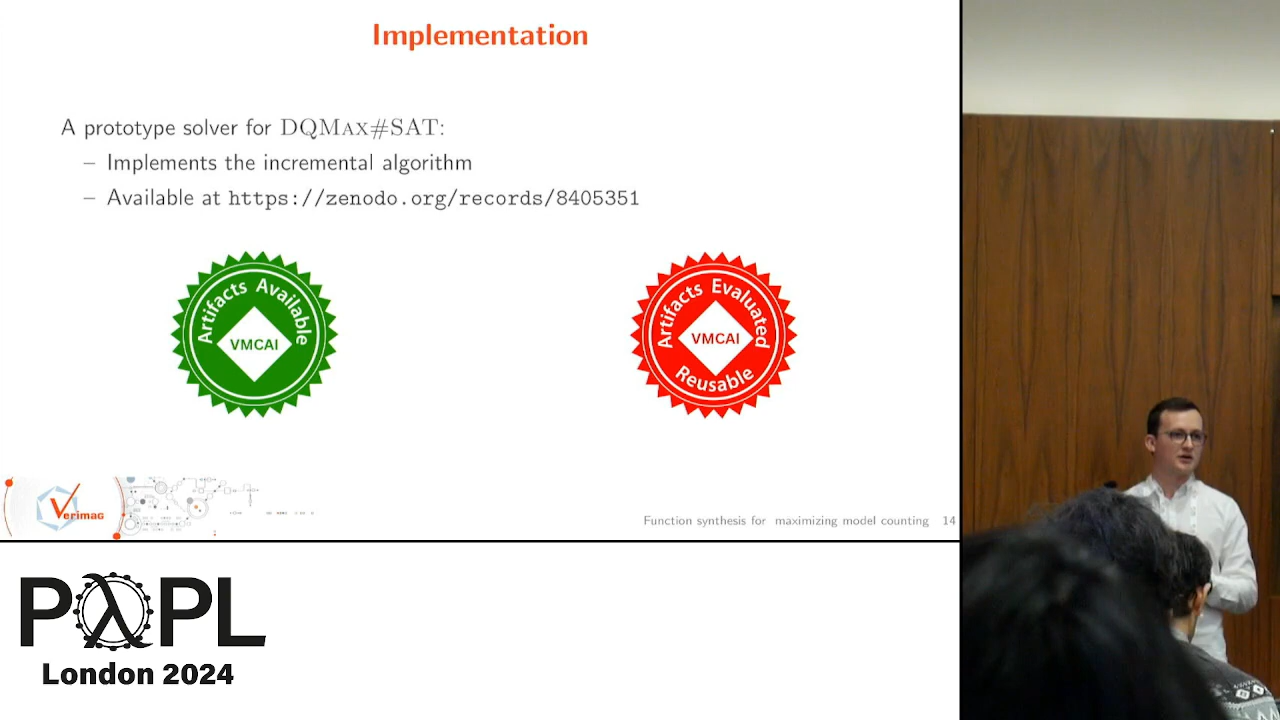 Implementation
A prototype solver for DQMax#SAT:
– Implements the incremental algorithm
– Available at https://zenodo.org/records/8405351
Artifacts Available
VMCAI
Artifacts Evaluated
VMCAI
Reusable
Verimag
Function synthesis for maximizing model counting 14
PλPL
London 2024